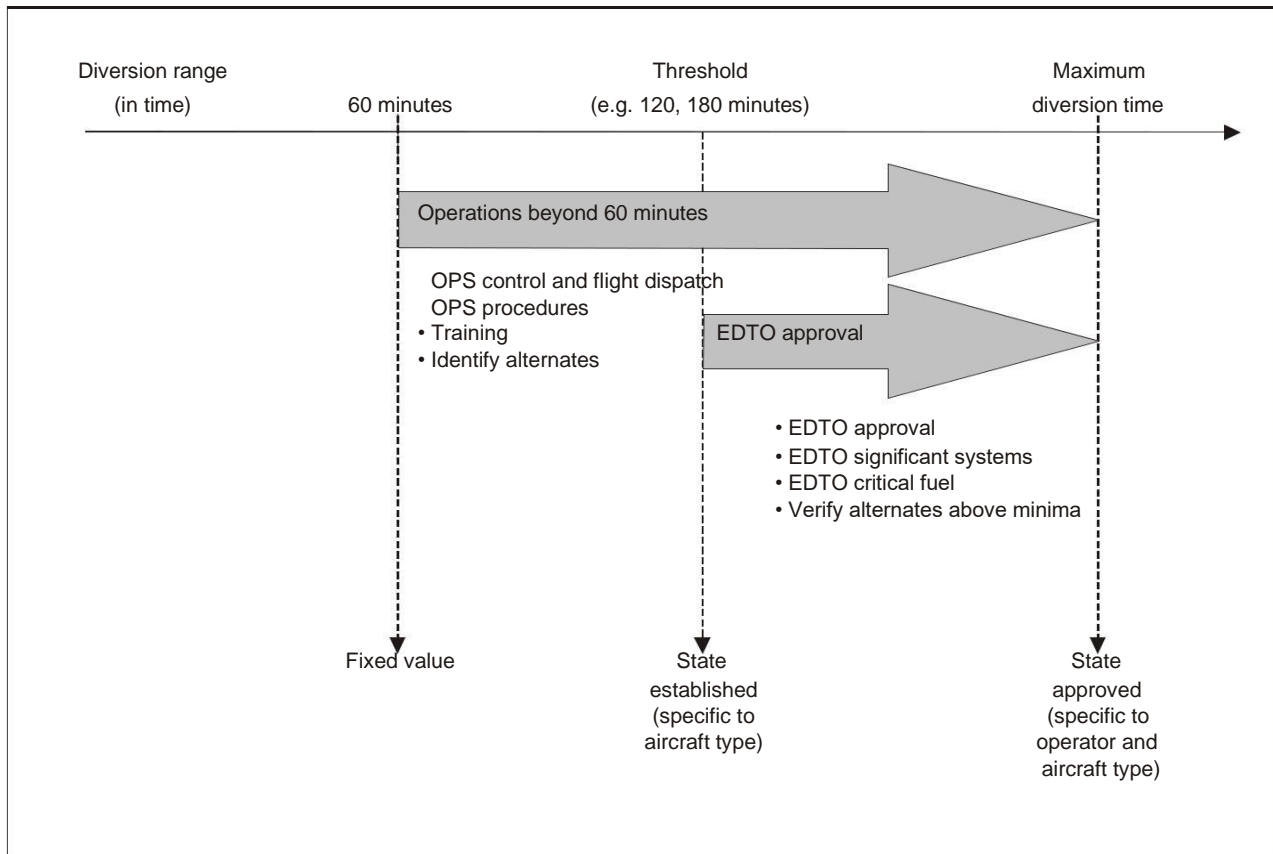 Diversion range
(in time)
60 minutes
Threshold
(e.g. 120, 180 minutes)
Maximum
diversion time
Operations beyond 60 minutes
OPS control and flight dispatch
OPS procedures
• Training
• Identify alternates
EDTO approval
• EDTO approval
• EDTO significant systems
• EDTO critical fuel
• Verify alternates above minima
Fixed value
State
established
(specific to
aircraft type)
State
approved
(specific to
operator and
aircraft type)